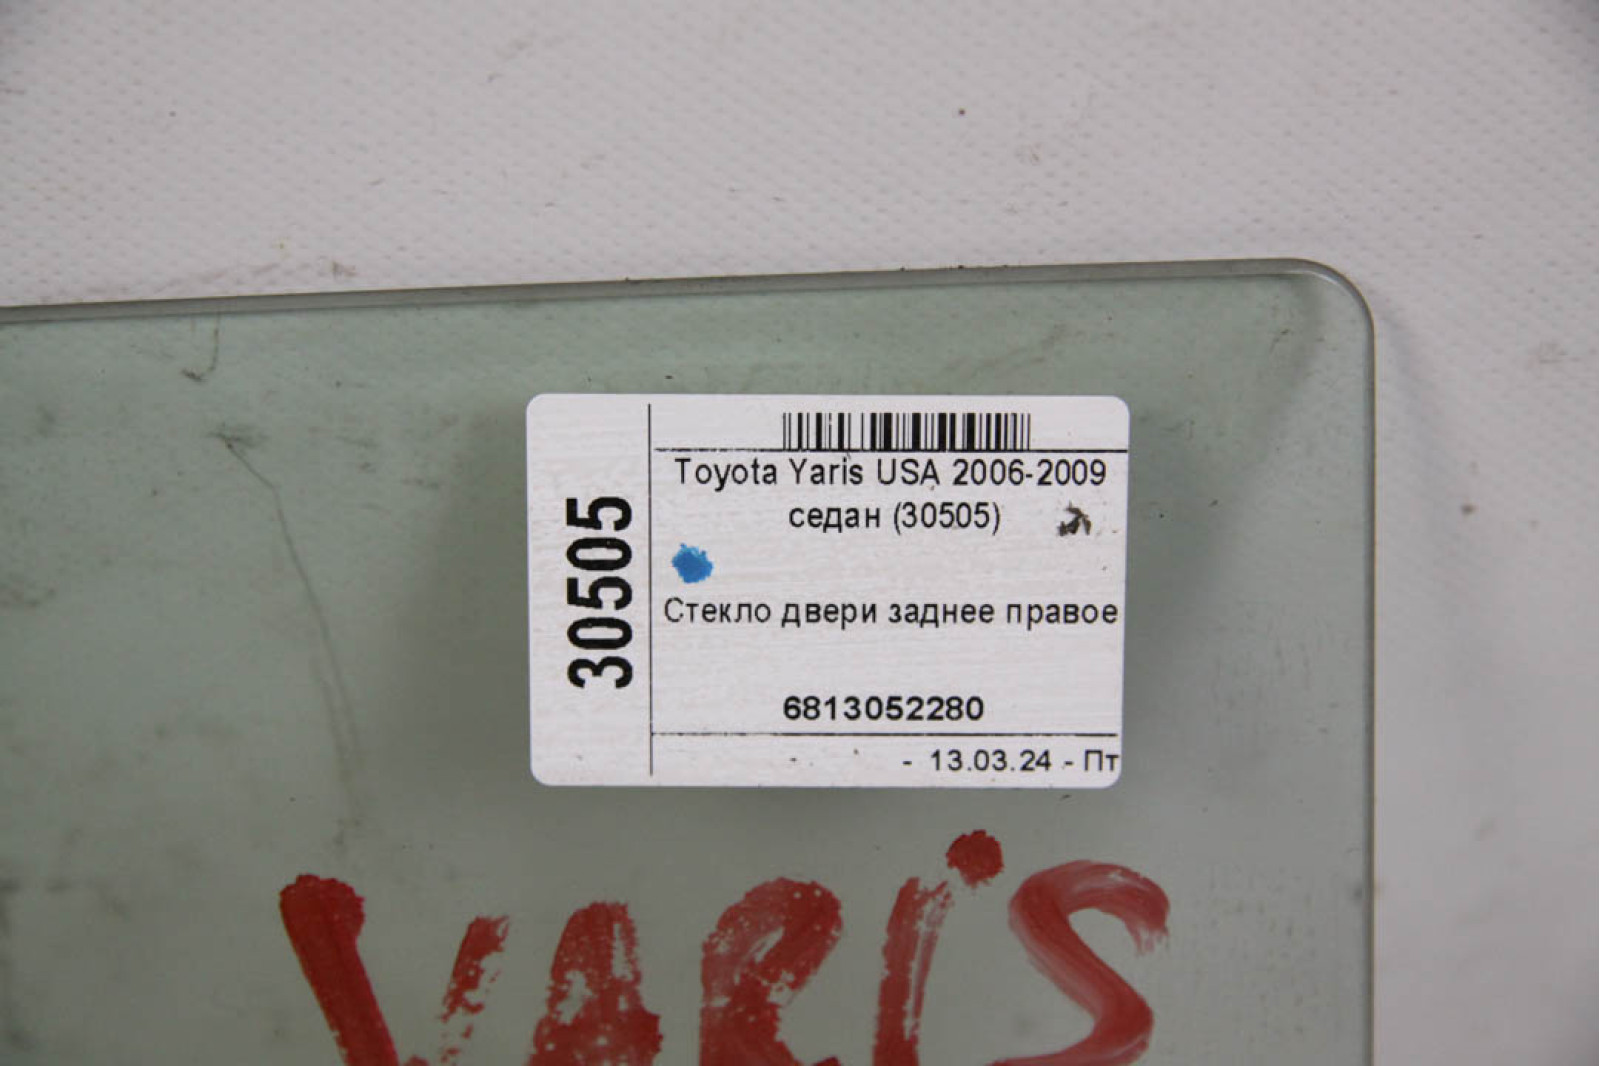 30505
Toyota Yaris USA 2006-2009
седан (30505)
Стекло двери заднее правое
6813052280
- 13.03.24 - Пт
YARiS